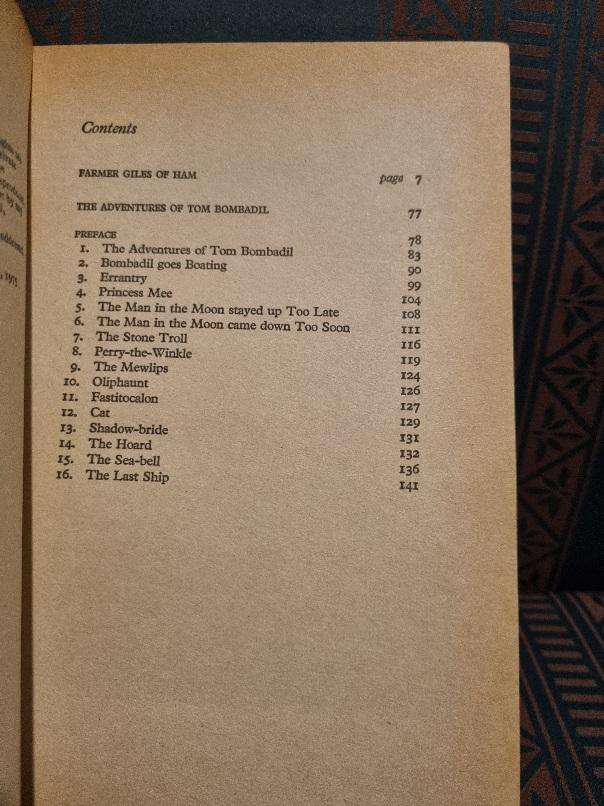 Contents
FARMER GILES OF HAM page 7
THE ADVENTURES OF TOM BOMBADIL 77
PREFACE 78
1. The Adventures of Tom Bombadil 83
2. Bombadil goes Boating 90
3. Errantry 99
4. Princess Mee 104
5. The Man in the Moon stayed up Too Late 108
6. The Man in the Moon came down Too Soon 111
7. The Stone Troll 116
8. Perry-the-Winkle 119
9. The Mewlips 124
10. Oliphaunt 126
11. Fastitocalon 127
12. Cat 129
13. Shadow-bride 131
14. The Hoard 132
15. The Sea-bell 136
16. The Last Ship 141